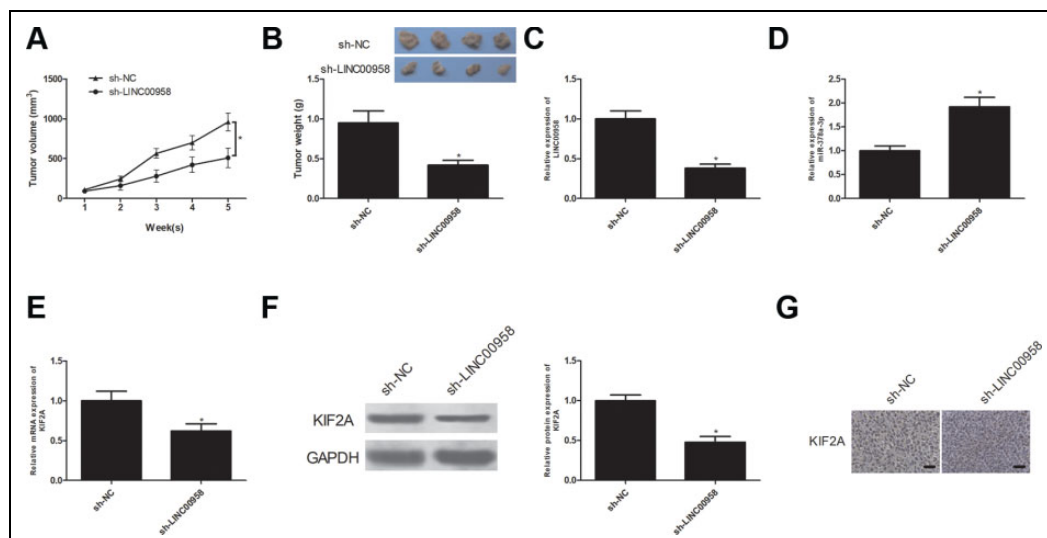 A
sh-NC
sh-LINC00958
Tumor volume (mm³)
1500
1000
500
0
*
1 2 3 4 5
Week(s)
B
sh-NC
sh-LINC00958
Tumor weight (g)
1.5
1.0
0.5
0.0
*
sh-NC
sh-LINC00958
C
Relative expression of
LINC00958
1.5
1.0
0.5
0.0
*
sh-NC
sh-LINC00958
D
Relative expression of
miR-378a-3p
2.5
2.0
1.5
1.0
0.5
0.0
*
sh-NC
sh-LINC00958
E
Relative mRNA expression of
KIF2A
1.5
1.0
0.5
0.0
*
sh-NC
sh-LINC00958
F
sh-NC
sh-LINC00958
KIF2A
GAPDH
Relative protein expression of
KIF2A
1.5
1.0
0.5
0.0
*
sh-NC
sh-LINC00958
G
sh-NC
sh-LINC00958
KIF2A